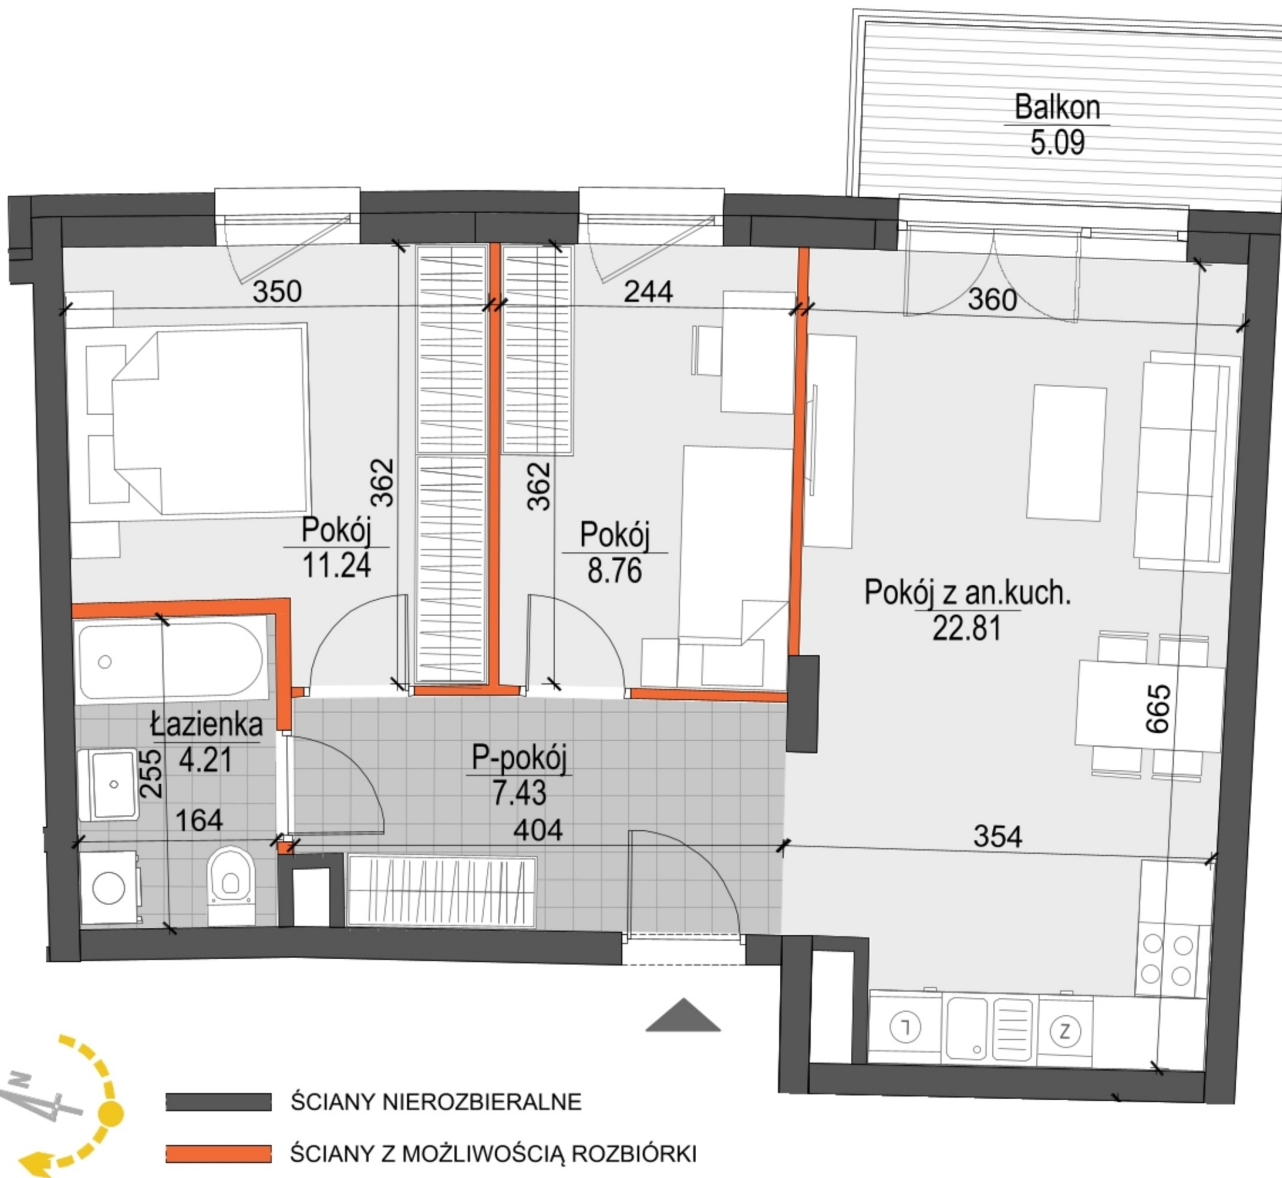 Balkon
5.09
350
244
360
362
362
Pokój
11.24
Pokój
8.76
Pokój z an.kuch.
22.81
665
Łazienka
4.21
255
164
P-pokój
7.43
404
354
L
Z
N
ŚCIANY NIEROZBIERALNE
ŚCIANY Z MOŻLIWOŚCIĄ ROZBIÓRKI